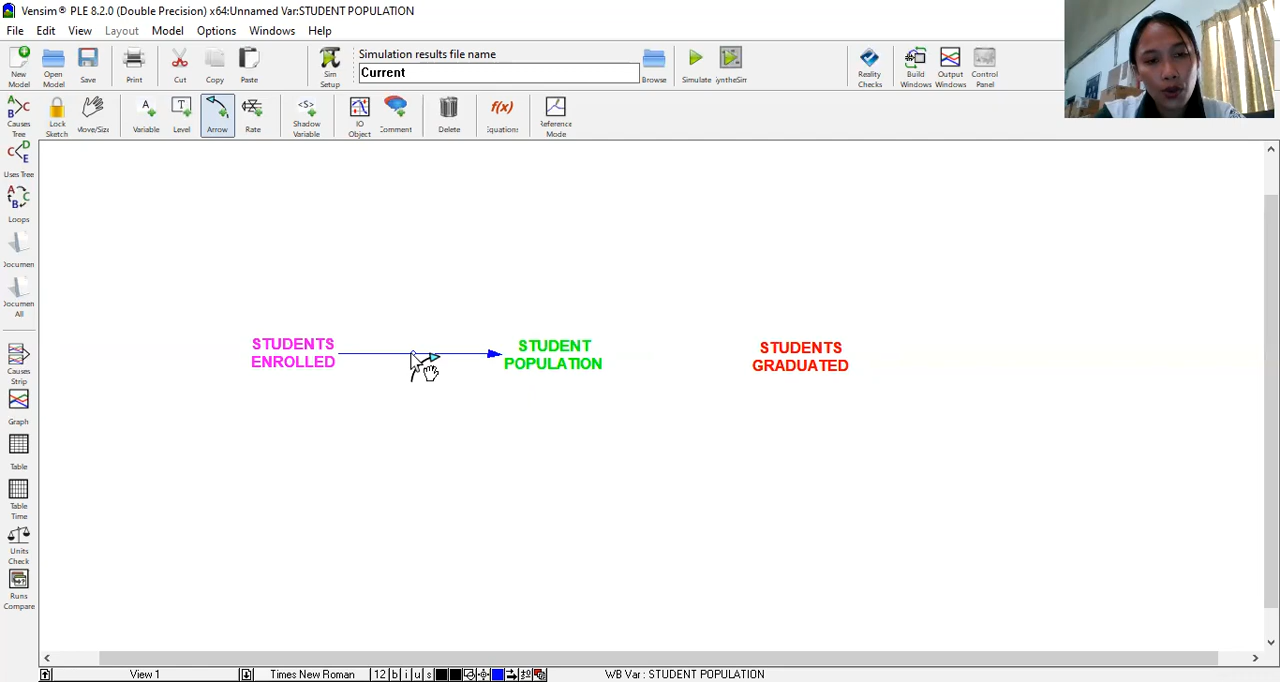 Vensim® PLE 8.2.0 (Double Precision) x64:Unnamed Var:STUDENT POPULATION
File Edit View Layout Model Options Windows Help
New Model
Open Model
Save
Print
Cut
Copy
Paste
Sim Setup
Simulation results file name
Current
Browse
Simulate
SyntheSim
Reality Checks
Build Windows
Output Windows
Control Panel
Causes Tree
Lock Sketch
Move/Size
Variable
Level
Arrow
Rate
Shadow Variable
IO Object
Comment
Delete
f(x)
Equations
Reference Mode
Uses Tree
Loops
Documen
Documen All
Causes Strip
Graph
Table
Table Time
Units Check
Runs Compare
STUDENTS
ENROLLED
STUDENT
POPULATION
STUDENTS
GRADUATED
View 1 Times New Roman 12 b i u s WB Var : STUDENT POPULATION